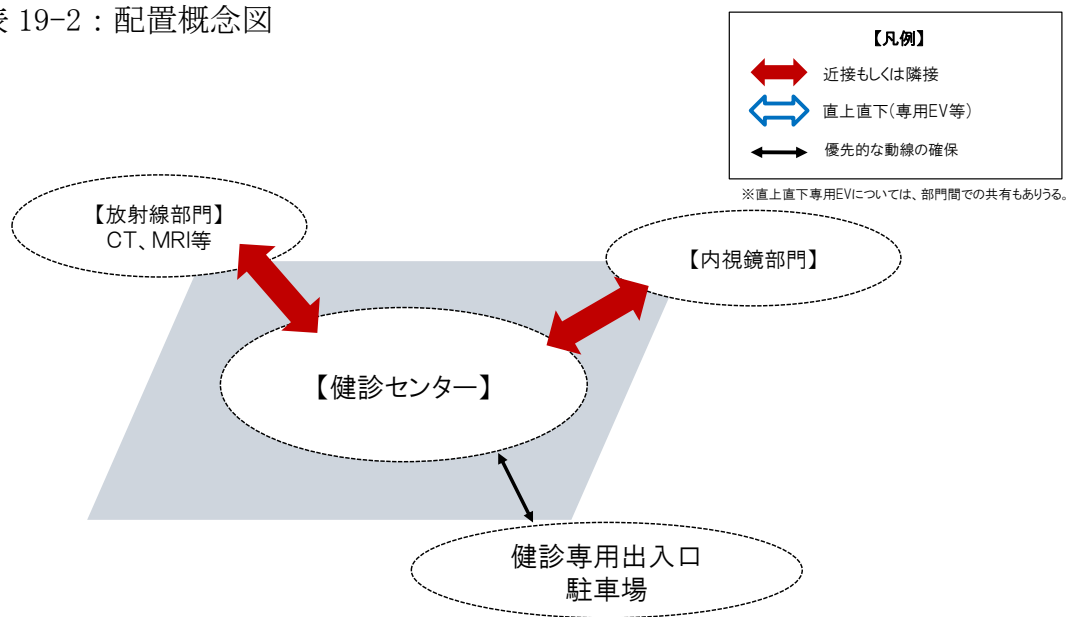 表 19-2：配置概念図
【凡例】
近接もしくは隣接
直上直下(専用EV等)
優先的な動線の確保
※直上直下専用EVについては、部門間での共有もありうる。
【放射線部門】
CT、MRI等
【内視鏡部門】
【健診センター】
健診専用出入口
駐車場